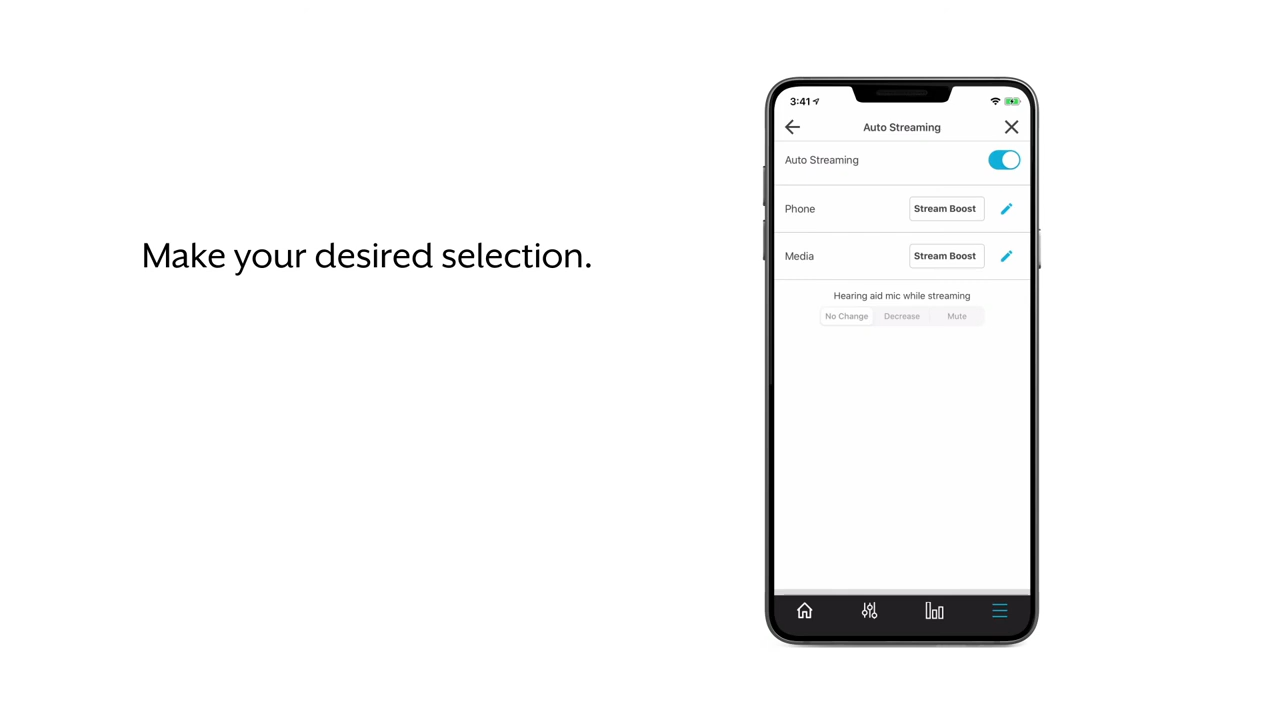 Make your desired selection.
3:41
Auto Streaming
Auto Streaming
Phone Stream Boost
Media Stream Boost
Hearing aid mic while streaming
No Change Decrease Mute